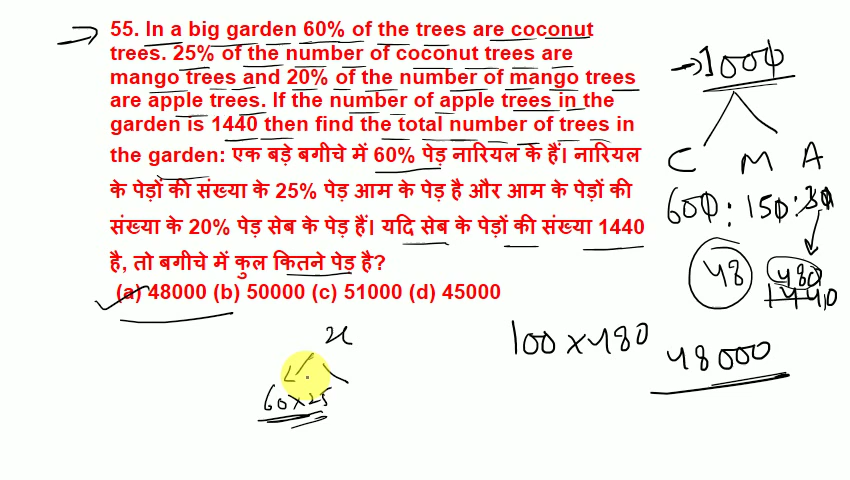 55. In a big garden 60% of the trees are coconut
trees. 25% of the number of coconut trees are
mango trees and 20% of the number of mango trees
are apple trees. If the number of apple trees in the
garden is 1440 then find the total number of trees in
the garden: एक बड़े बगीचे में 60% पेड़ नारियल के हैं। नारियल
के पेड़ों की संख्या के 25% पेड़ आम के पेड़ है और आम के पेड़ों की
संख्या के 20% पेड़ सेब के पेड़ हैं। यदि सेब के पेड़ों की संख्या 1440
है, तो बगीचे में कुल कितने पेड़ है?
(a) 48000 (b) 50000 (c) 51000 (d) 45000
1000
C M A
600 : 150 : 30
48 480
1440
x
60×25
100×480
48000